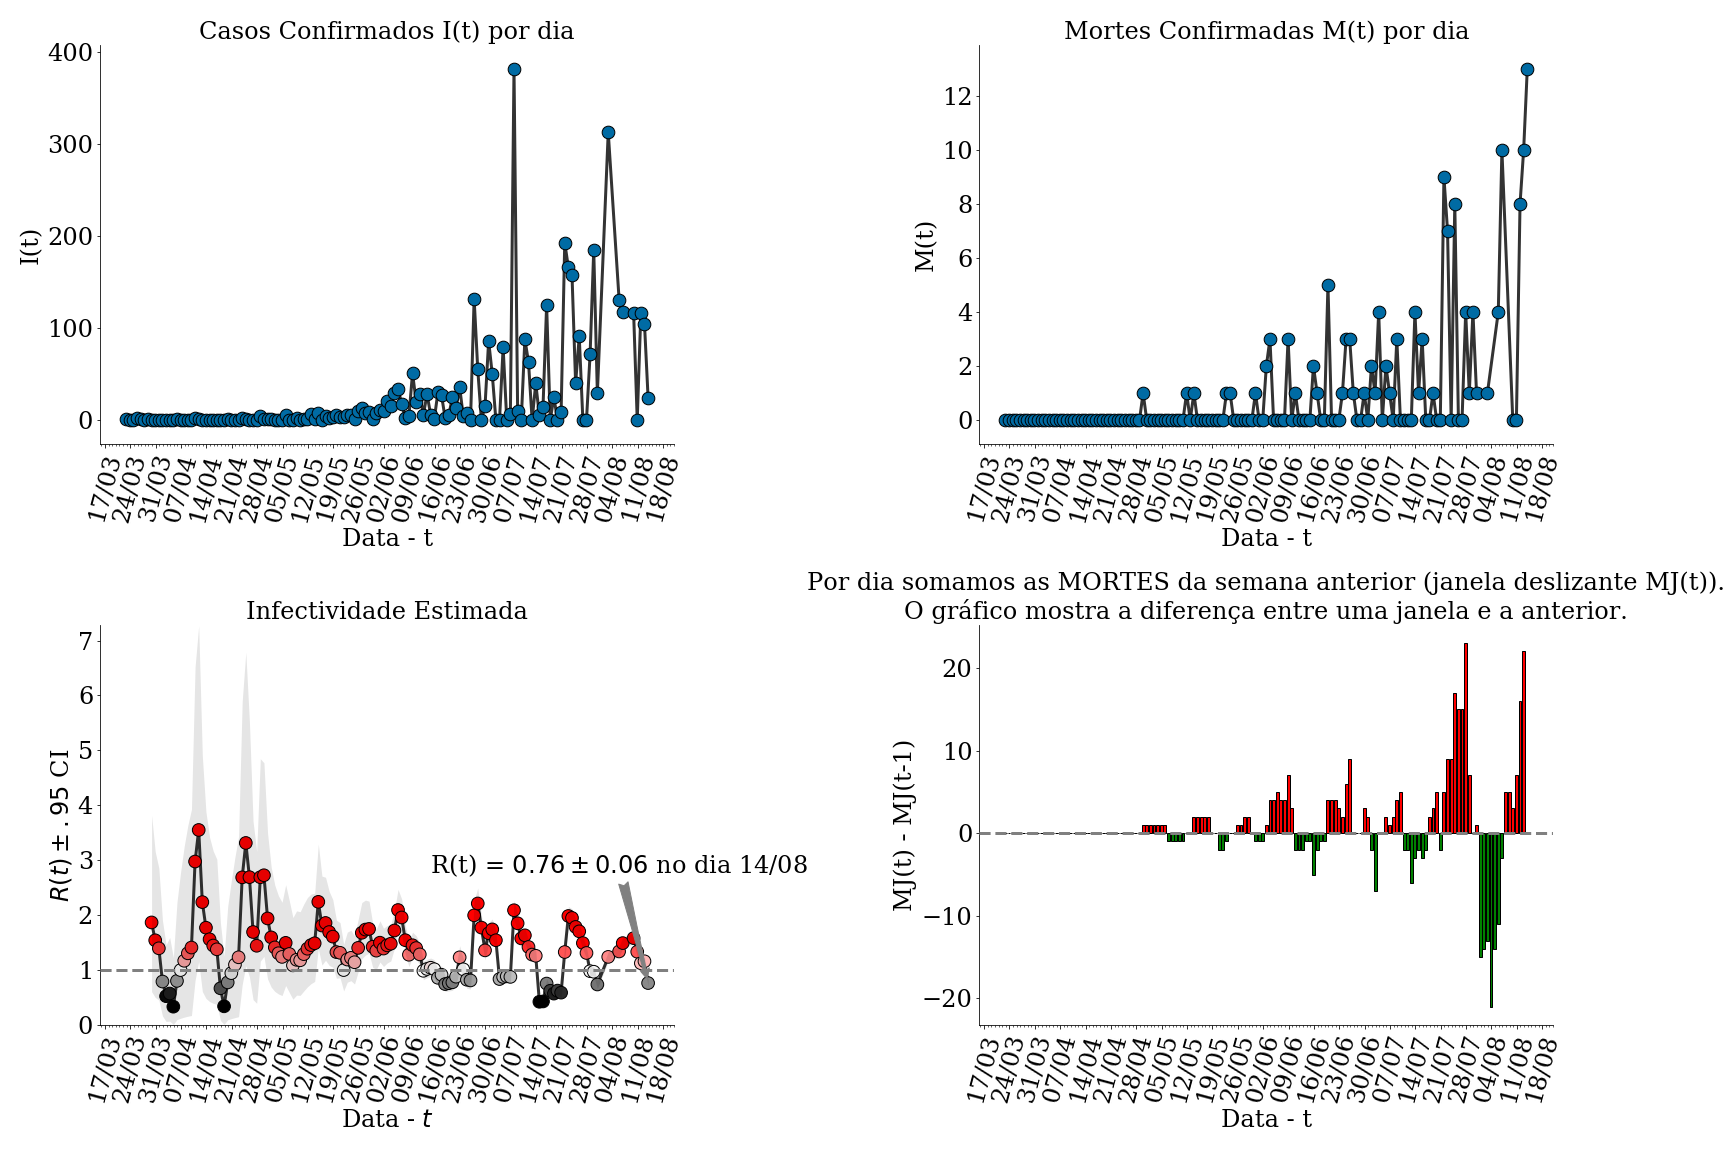 Casos Confirmados I(t) por dia
400
300
200
100
0
I(t)
17/03 24/03 31/03 07/04 14/04 21/04 28/04 05/05 12/05 19/05 26/05 02/06 09/06 16/06 23/06 30/06 07/07 14/07 21/07 28/07 04/08 11/08 18/08
Data - t
Mortes Confirmadas M(t) por dia
12
10
8
6
4
2
0
M(t)
17/03 24/03 31/03 07/04 14/04 21/04 28/04 05/05 12/05 19/05 26/05 02/06 09/06 16/06 23/06 30/06 07/07 14/07 21/07 28/07 04/08 11/08 18/08
Data - t
Infectividade Estimada
7
6
5
4
3
2
1
0
R(t) ± .95 CI
R(t) = 0.76 ± 0.06 no dia 14/08
17/03 24/03 31/03 07/04 14/04 21/04 28/04 05/05 12/05 19/05 26/05 02/06 09/06 16/06 23/06 30/06 07/07 14/07 21/07 28/07 04/08 11/08 18/08
Data - t
Por dia somamos as MORTES da semana anterior (janela deslizante MJ(t)).
O gráfico mostra a diferença entre uma janela e a anterior.
20
10
0
−10
−20
MJ(t) - MJ(t-1)
17/03 24/03 31/03 07/04 14/04 21/04 28/04 05/05 12/05 19/05 26/05 02/06 09/06 16/06 23/06 30/06 07/07 14/07 21/07 28/07 04/08 11/08 18/08
Data - t